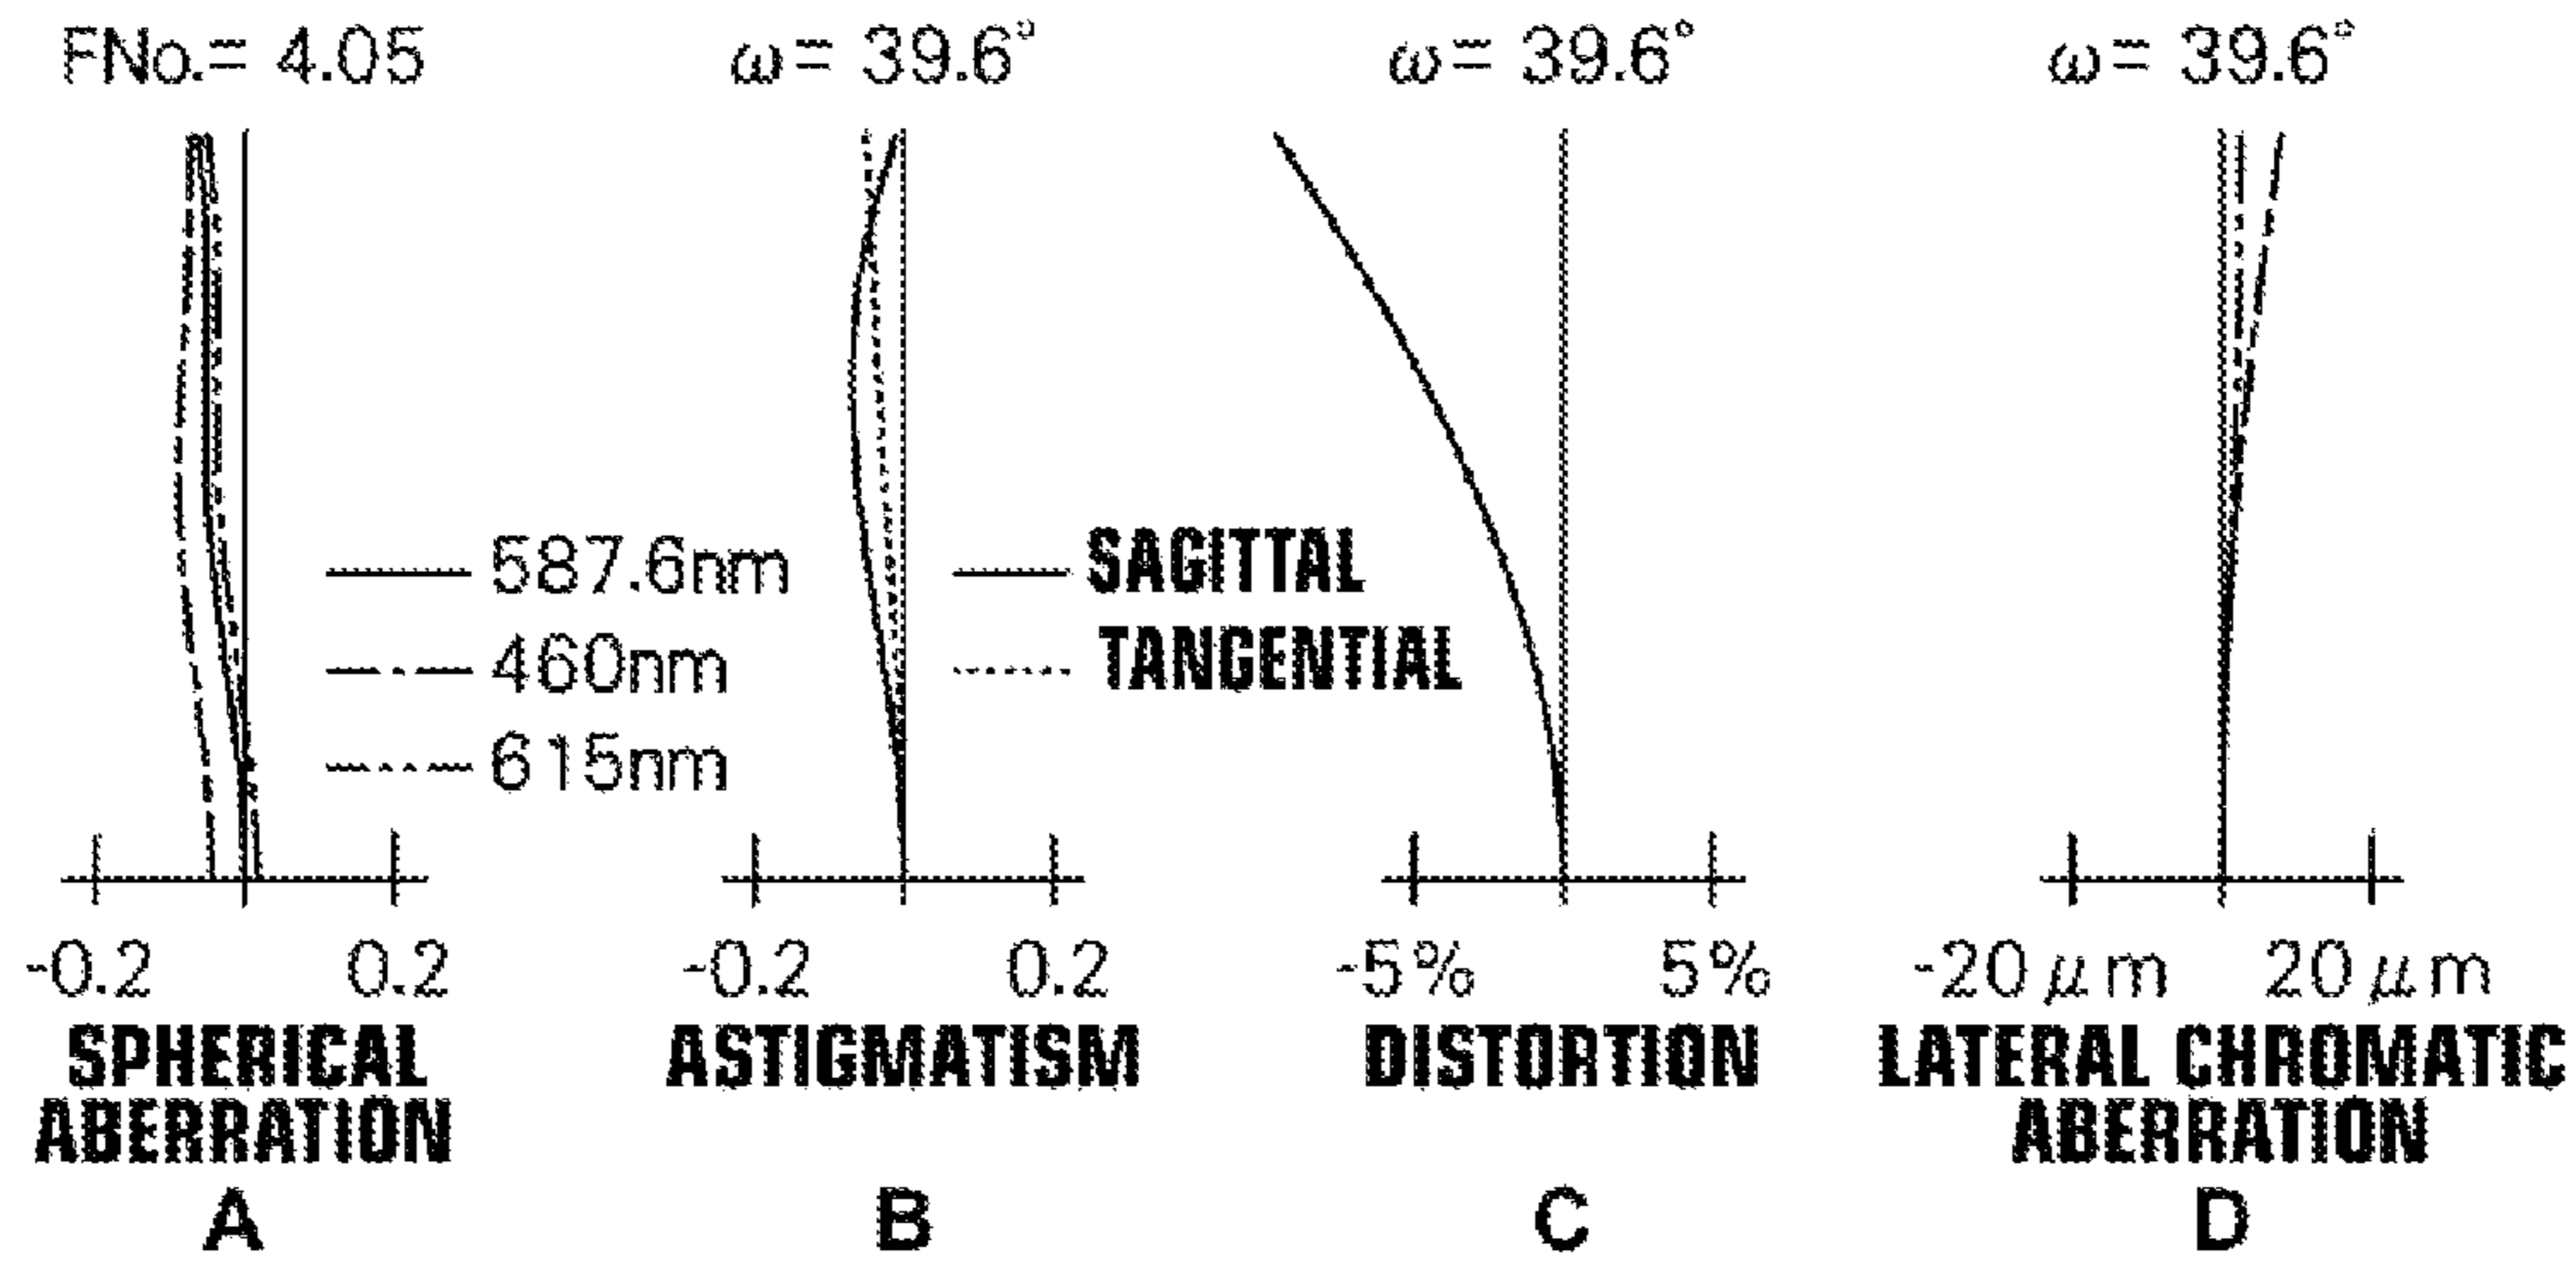 FNo.= 4.05
ω= 39.6°
ω= 39.6°
ω= 39.6°
587.6nm
460nm
615nm
SAGITTAL
TANGENTIAL
-0.2 0.2
-0.2 0.2
-5% 5%
-20μm 20μm
SPHERICAL
ABERRATION
ASTIGMATISM
DISTORTION
LATERAL CHROMATIC
ABERRATION
A
B
C
D